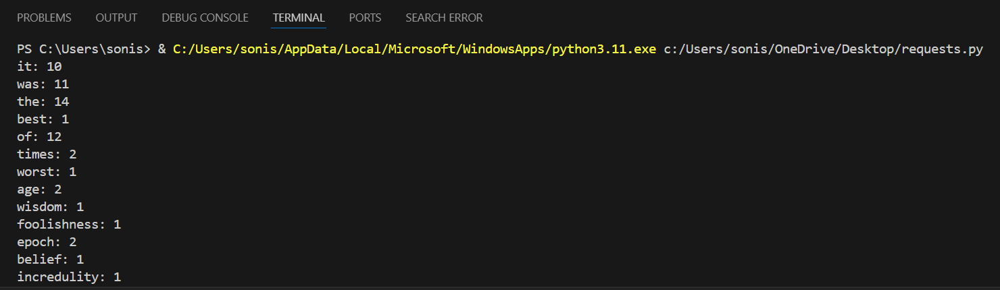 PROBLEMS OUTPUT DEBUG CONSOLE TERMINAL PORTS SEARCH ERROR
PS C:\Users\sonis> & C:/Users/sonis/AppData/Local/Microsoft/WindowsApps/python3.11.exe c:/Users/sonis/OneDrive/Desktop/requests.py
it: 10
was: 11
the: 14
best: 1
of: 12
times: 2
worst: 1
age: 2
wisdom: 1
foolishness: 1
epoch: 2
belief: 1
incredulity: 1